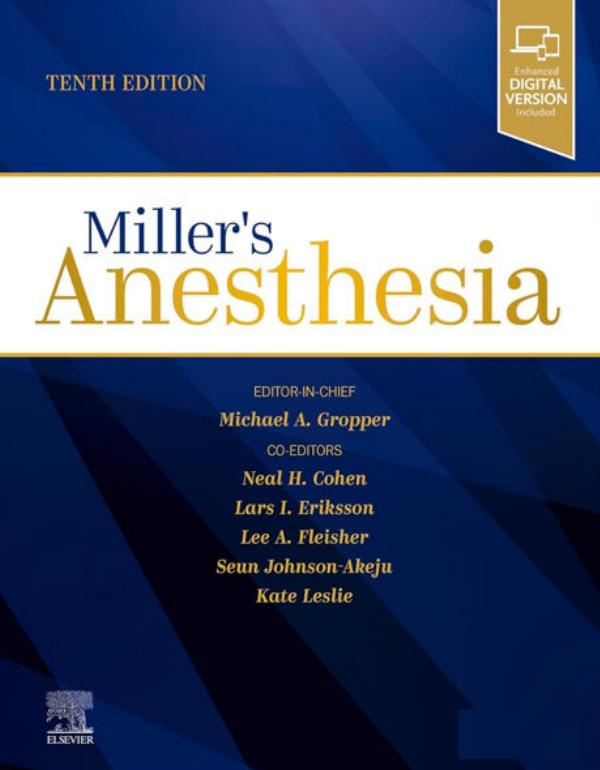 TENTH EDITION
Enhanced
DIGITAL
VERSION
Included
Miller's
Anesthesia
EDITOR-IN-CHIEF
Michael A. Gropper
CO-EDITORS
Neal H. Cohen
Lars I. Eriksson
Lee A. Fleisher
Seun Johnson-Akeju
Kate Leslie
ELSEVIER